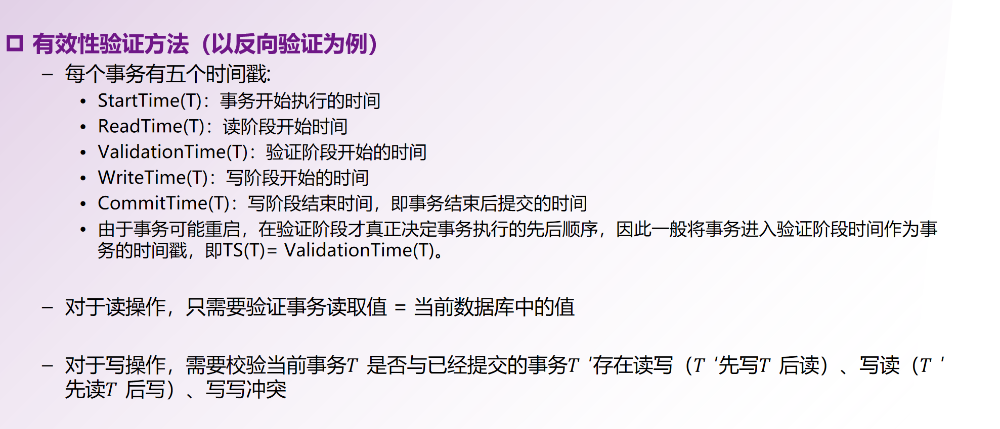 有效性验证方法（以反向验证为例）
– 每个事务有五个时间戳:
• StartTime(T)：事务开始执行的时间
• ReadTime(T)：读阶段开始时间
• ValidationTime(T)：验证阶段开始的时间
• WriteTime(T)：写阶段开始的时间
• CommitTime(T)：写阶段结束时间，即事务结束后提交的时间
• 由于事务可能重启，在验证阶段才真正决定事务执行的先后顺序，因此一般将事务进入验证阶段时间作为事
务的时间戳，即TS(T)= ValidationTime(T)。
– 对于读操作，只需要验证事务读取值 = 当前数据库中的值
– 对于写操作，需要校验当前事务T 是否与已经提交的事务T '存在读写（T '先写T 后读）、写读（T '
先读T 后写）、写写冲突